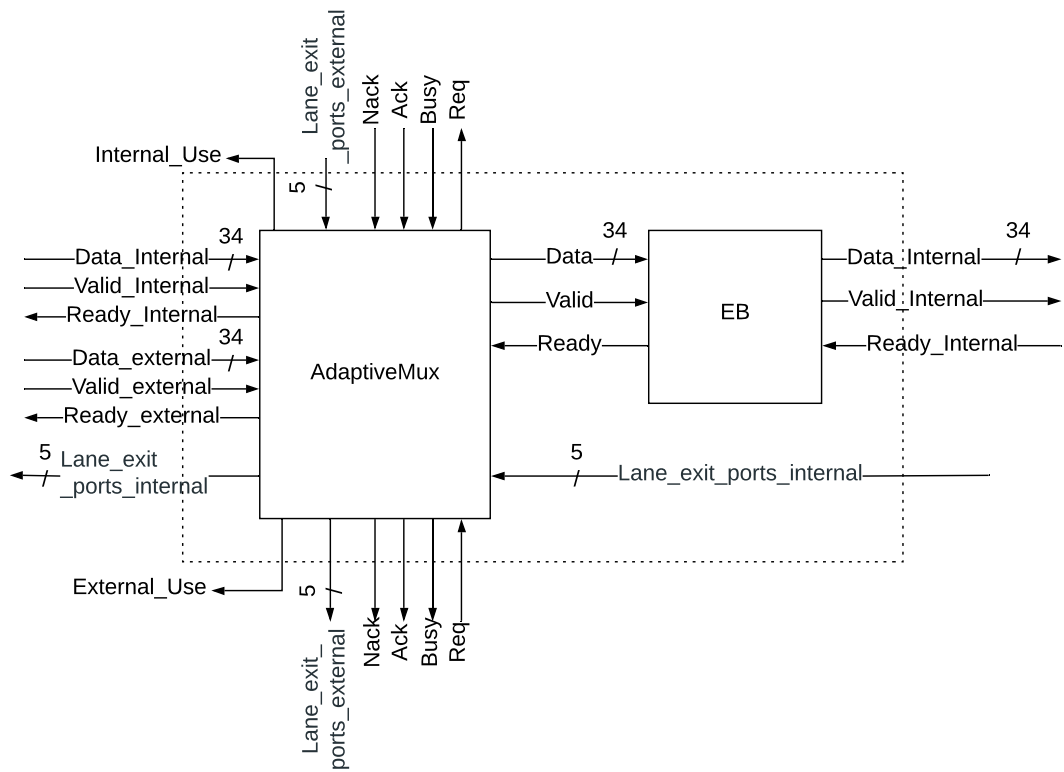 Lane_exit
_ports_external
Nack
Ack
Busy
Req
Internal_Use
5
34
Data_Internal
Valid_Internal
Ready_Internal
34
Data_external
Valid_external
Ready_external
5
Lane_exit
_ports_internal
AdaptiveMux
34
Data
Valid
Ready
EB
34
Data_Internal
Valid_Internal
Ready_Internal
5
Lane_exit_ports_internal
External_Use
5
Lane_exit_
ports_external
Nack
Ack
Busy
Req